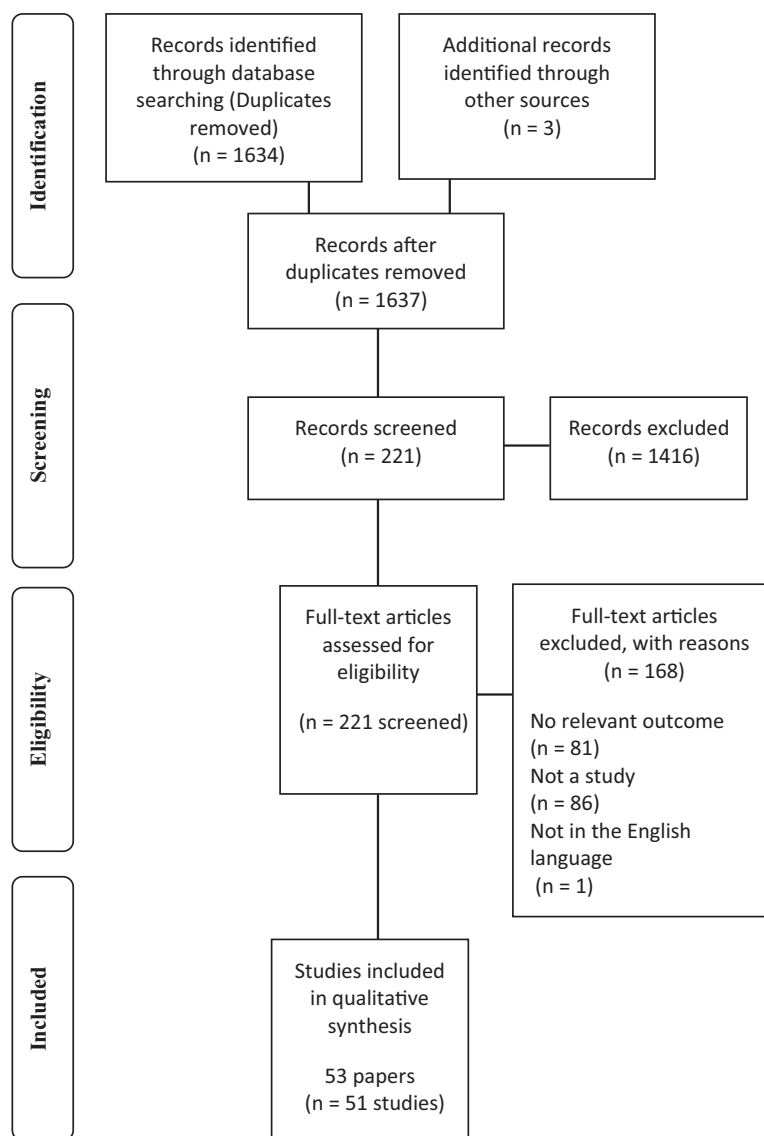 Identification
Records identified
through database
searching (Duplicates
removed)
(n = 1634)
Additional records
identified through
other sources
(n = 3)
Records after
duplicates removed
(n = 1637)
Screening
Records screened
(n = 221)
Records excluded
(n = 1416)
Eligibility
Full-text articles
assessed for
eligibility
(n = 221 screened)
Full-text articles
excluded, with reasons
(n = 168)
No relevant outcome
(n = 81)
Not a study
(n = 86)
Not in the English
language
(n = 1)
Included
Studies included
in qualitative
synthesis
53 papers
(n = 51 studies)